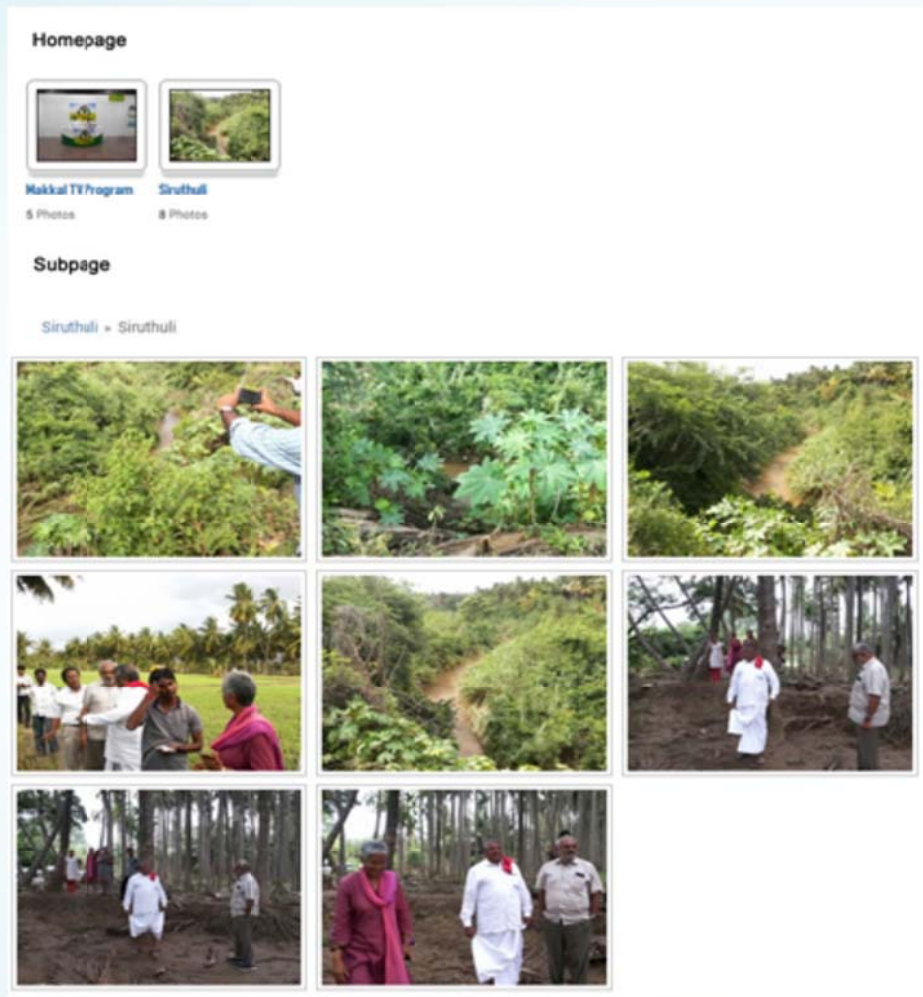 Homepage
Makkal TV Program
Siruthuli
5 Photos
8 Photos
Subpage
Siruthuli » Siruthuli